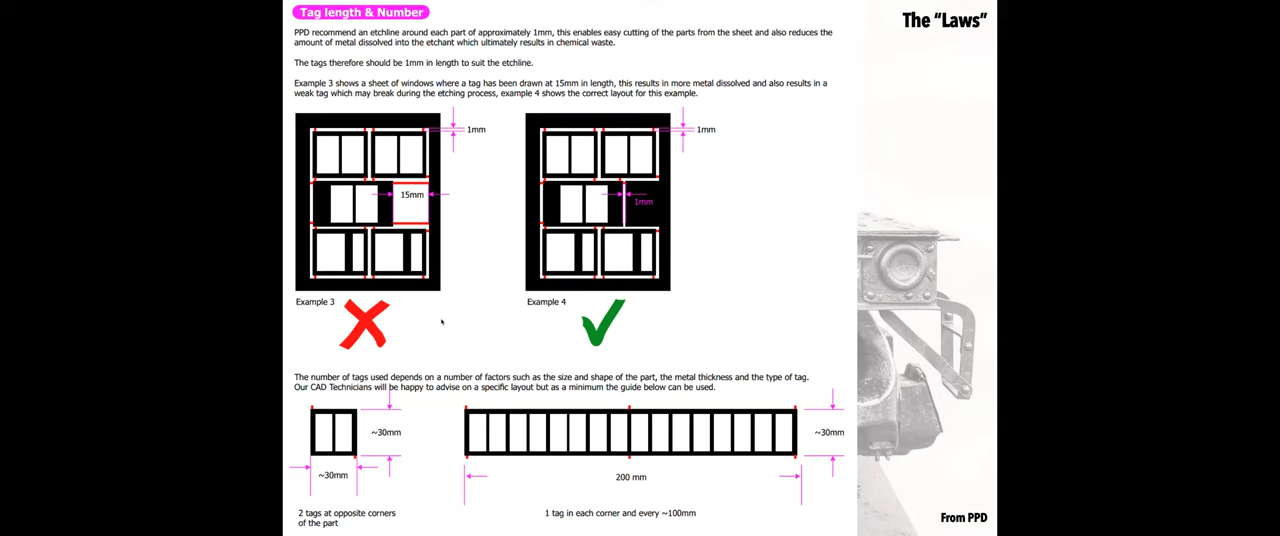 Tag length & Number
The "Laws"
PPD recommend an etchline around each part of approximately 1mm, this enables easy cutting of the parts from the sheet and also reduces the
amount of metal dissolved into the etchant which ultimately results in chemical waste.
The tags therefore should be 1mm in length to suit the etchline.
Example 3 shows a sheet of windows where a tag has been drawn at 15mm in length, this results in more metal dissolved and also results in a
weak tag which may break during the etching process, example 4 shows the correct layout for this example.
1mm
1mm
15mm
1mm
Example 3
Example 4
The number of tags used depends on a number of factors such as the size and shape of the part, the metal thickness and the type of tag.
Our CAD Technicians will be happy to advise on a specific layout but as a minimum the guide below can be used.
~30mm
~30mm
~30mm
200 mm
2 tags at opposite corners
of the part
1 tag in each corner and every ~100mm
From PPD